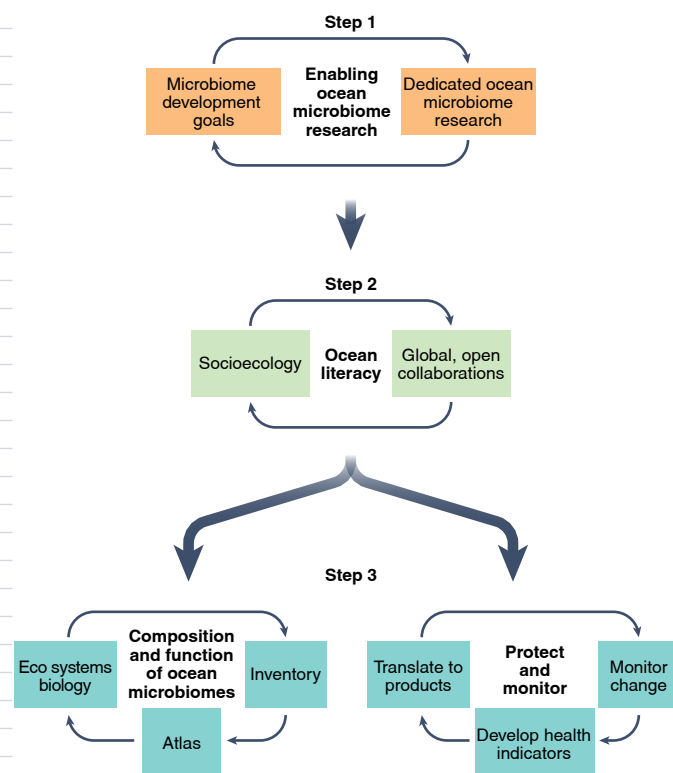 Step 1
Microbiome
development
goals
Enabling
ocean
microbiome
research
Dedicated ocean
microbiome
research
Step 2
Socioecology
Ocean
literacy
Global, open
collaborations
Step 3
Eco systems
biology
Composition
and function
of ocean
microbiomes
Inventory
Atlas
Translate to
products
Protect
and
monitor
Monitor
change
Develop health
indicators